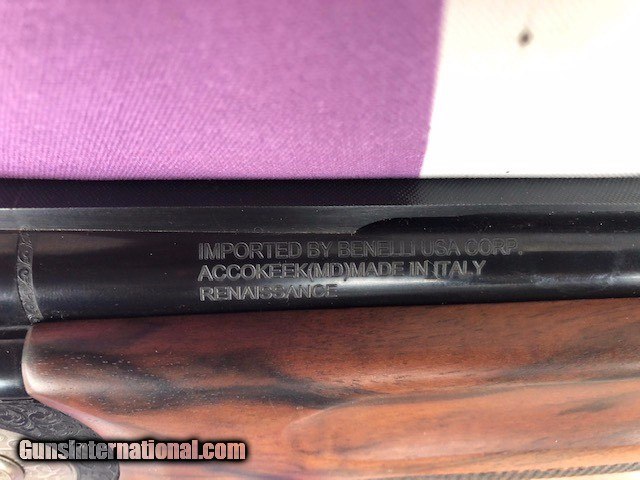 IMPORTED BY BENELLI USA CORP.
ACCOKEEK(MD)MADE IN ITALY
RENAISSANCE
GunsInternational.com